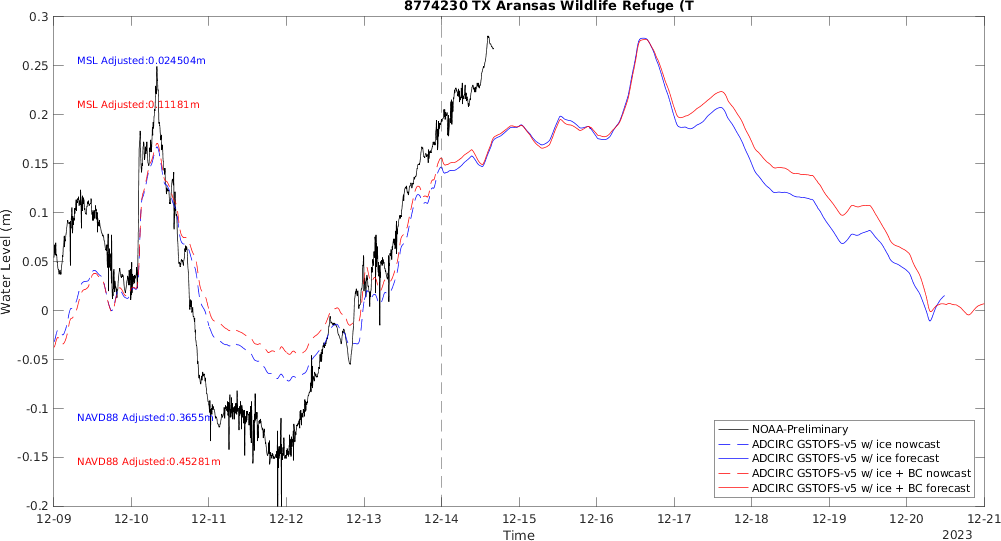 8774230 TX Aransas Wildlife Refuge (T
0.3
0.25
0.2
0.15
0.1
0.05
0
-0.05
-0.1
-0.15
-0.2
Water Level (m)
MSL Adjusted:0.024504m
MSL Adjusted:0.11181m
NAVD88 Adjusted:0.3655m
NAVD88 Adjusted:0.45281m
NOAA-Preliminary
ADCIRC GSTOFS-v5 w/ ice nowcast
ADCIRC GSTOFS-v5 w/ ice forecast
ADCIRC GSTOFS-v5 w/ ice + BC nowcast
ADCIRC GSTOFS-v5 w/ ice + BC forecast
12-09 12-10 12-11 12-12 12-13 12-14 12-15 12-16 12-17 12-18 12-19 12-20 12-21
Time
2023